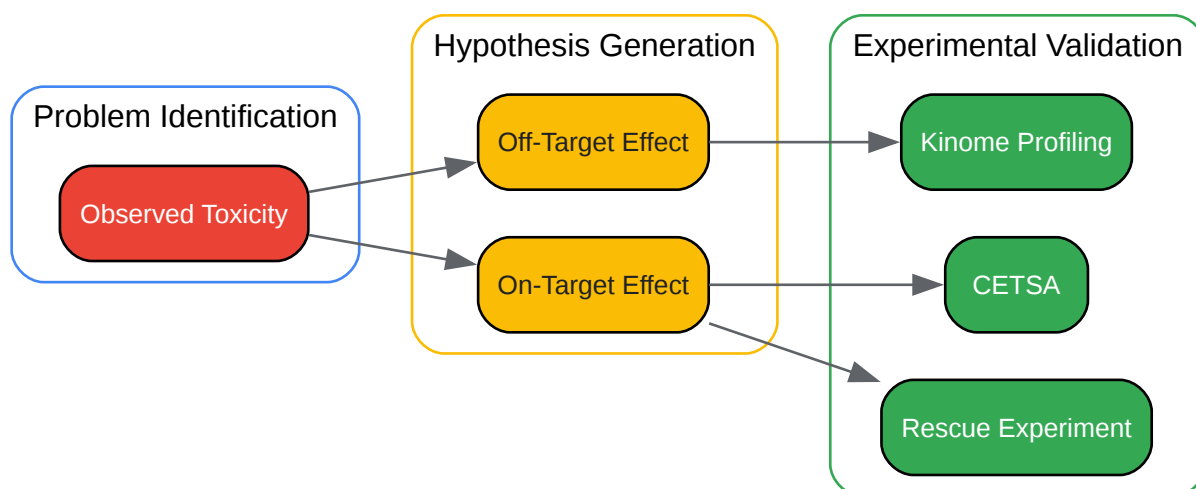 Problem Identification
Observed Toxicity
Hypothesis Generation
Off-Target Effect
On-Target Effect
Experimental Validation
Kinome Profiling
CETSA
Rescue Experiment